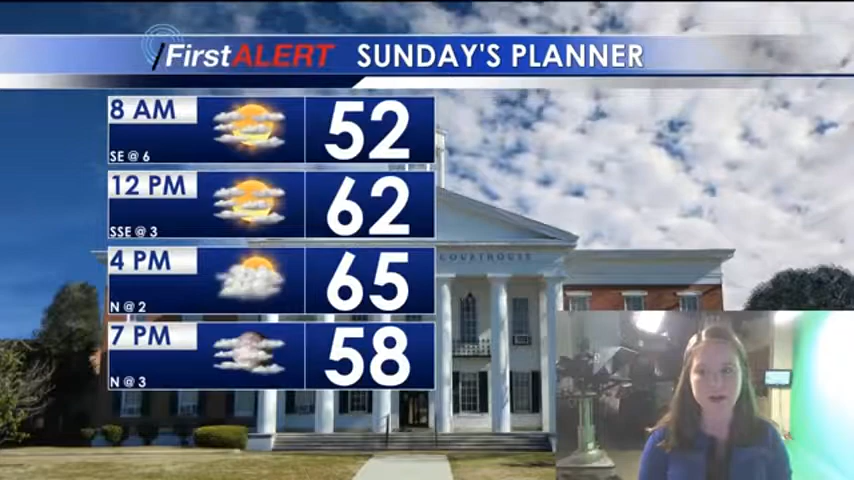 /FirstALERT SUNDAY'S PLANNER
8 AM
SE @ 6
52
12 PM
SSE @ 3
62
4 PM
N @ 2
65
7 PM
N @ 3
58
COURTHOUSE